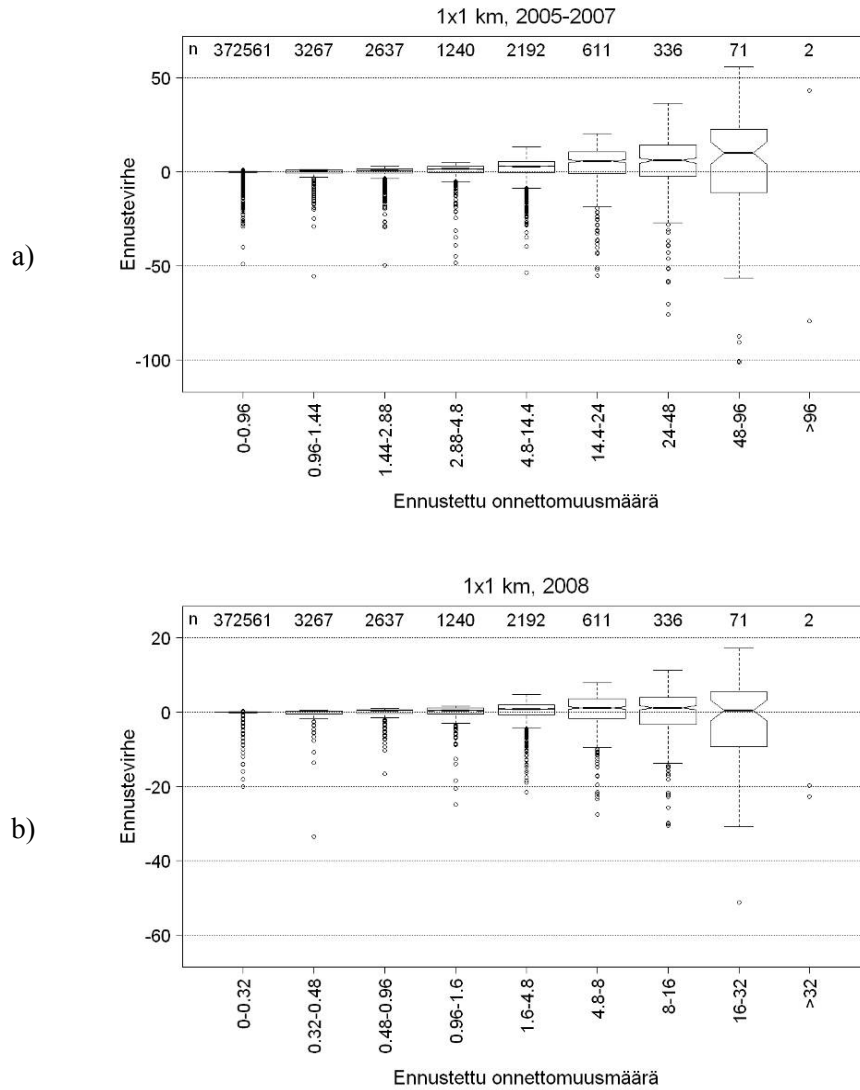 1x1 km, 2005-2007
n 372561 3267 2637 1240 2192 611 336 71 2
50
0
-50
-100
Ennustevirhe
a)
0-0.96
0.96-1.44
1.44-2.88
2.88-4.8
4.8-14.4
14.4-24
24-48
48-96
>96
Ennustettu onnettomuusmäärä
1x1 km, 2008
n 372561 3267 2637 1240 2192 611 336 71 2
20
0
-20
-40
-60
Ennustevirhe
b)
0-0.32
0.32-0.48
0.48-0.96
0.96-1.6
1.6-4.8
4.8-8
8-16
16-32
>32
Ennustettu onnettomuusmäärä